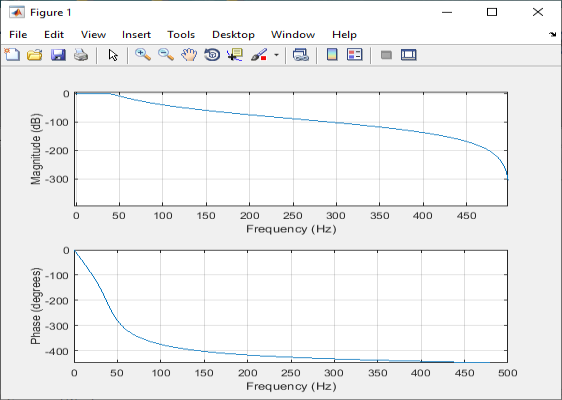 Figure 1
File Edit View Insert Tools Desktop Window Help
0
-100
-200
-300
Magnitude (dB)
0 50 100 150 200 250 300 350 400 450
Frequency (Hz)
0
-100
-200
-300
-400
Phase (degrees)
0 50 100 150 200 250 300 350 400 450 500
Frequency (Hz)